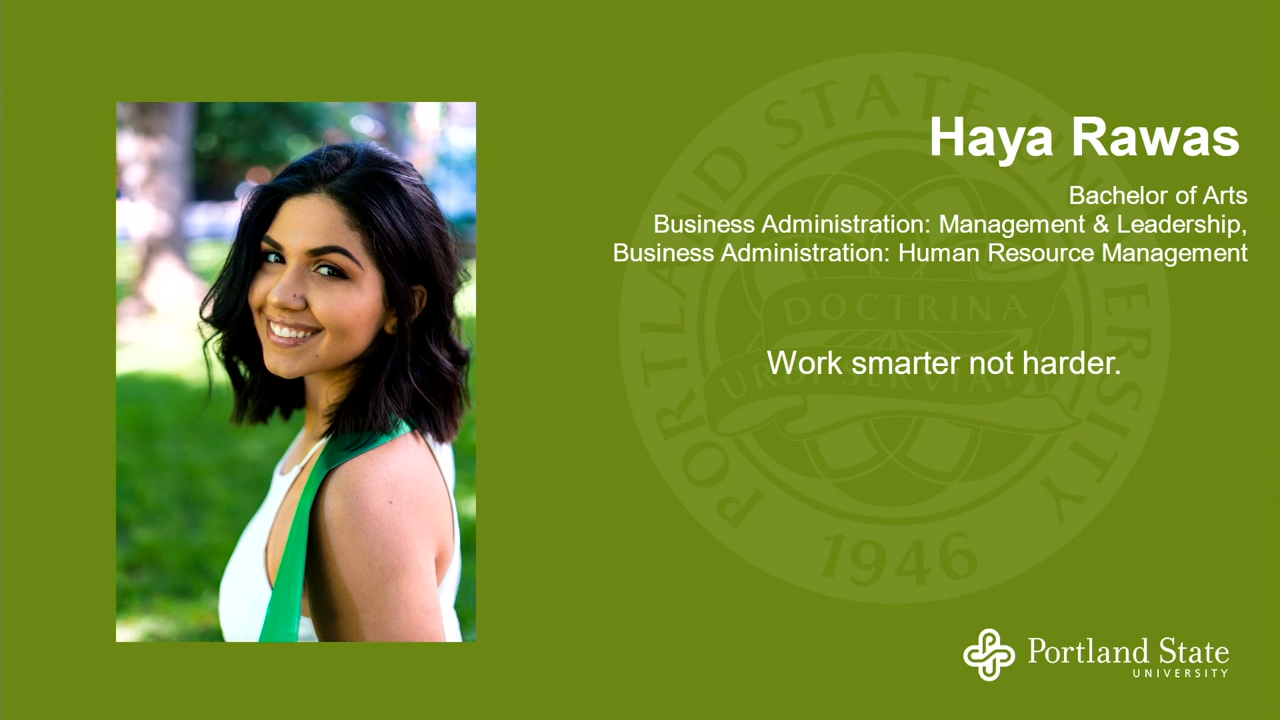 Haya Rawas
Bachelor of Arts
Business Administration: Management & Leadership,
Business Administration: Human Resource Management
Work smarter not harder.
PORTLAND STATE UNIVERSITY
DOCTRINA
URBI SERVIAT
1946
Portland State
UNIVERSITY